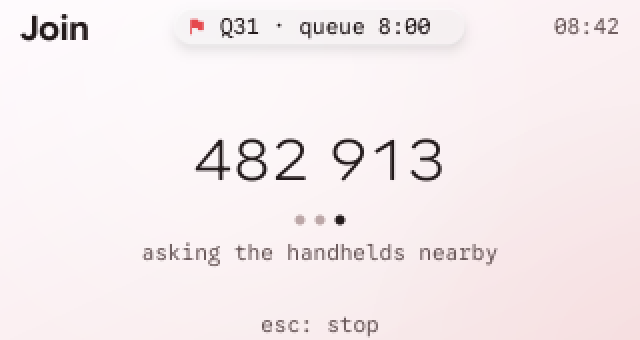 Join
Q31 · queue 8:00
08:42
482 913
asking the handhelds nearby
esc: stop